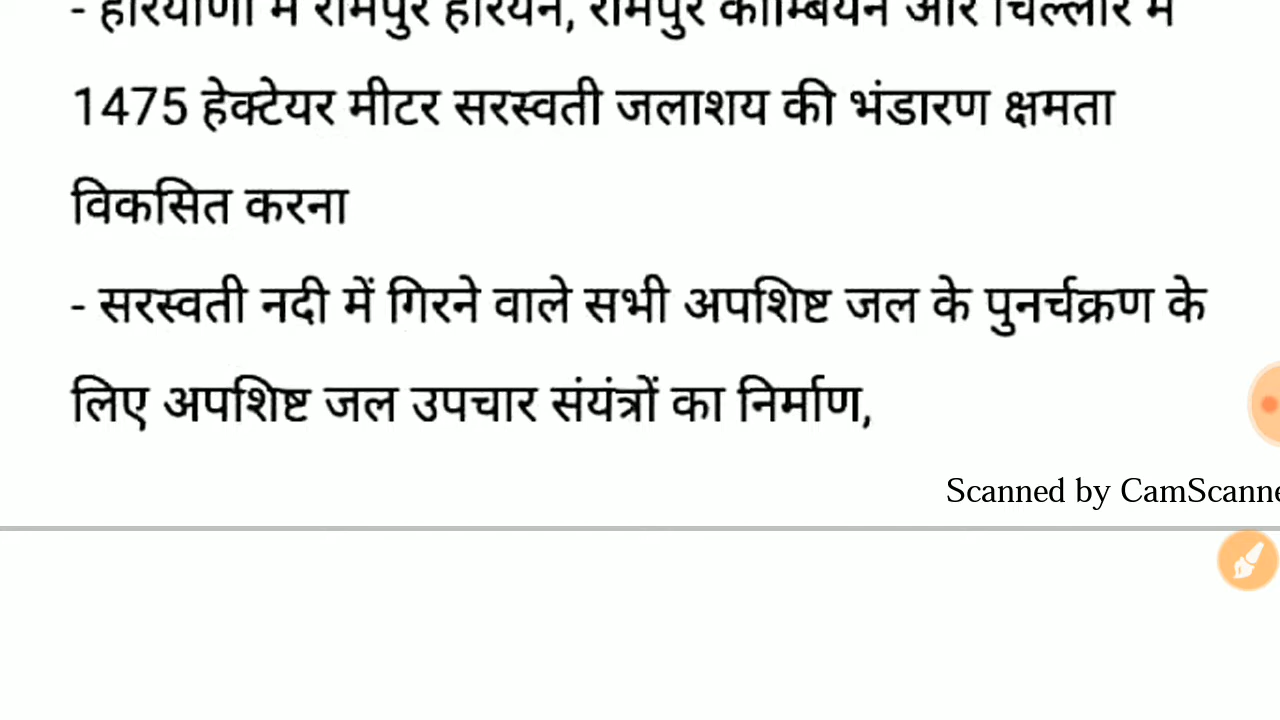 - हरियाणा में रामपुर हेरियन, रामपुर काम्बियन और चिल्लौर में
1475 हेक्टेयर मीटर सरस्वती जलाशय की भंडारण क्षमता
विकसित करना
- सरस्वती नदी में गिरने वाले सभी अपशिष्ट जल के पुनर्चक्रण के
लिए अपशिष्ट जल उपचार संयंत्रों का निर्माण,
Scanned by CamScanne